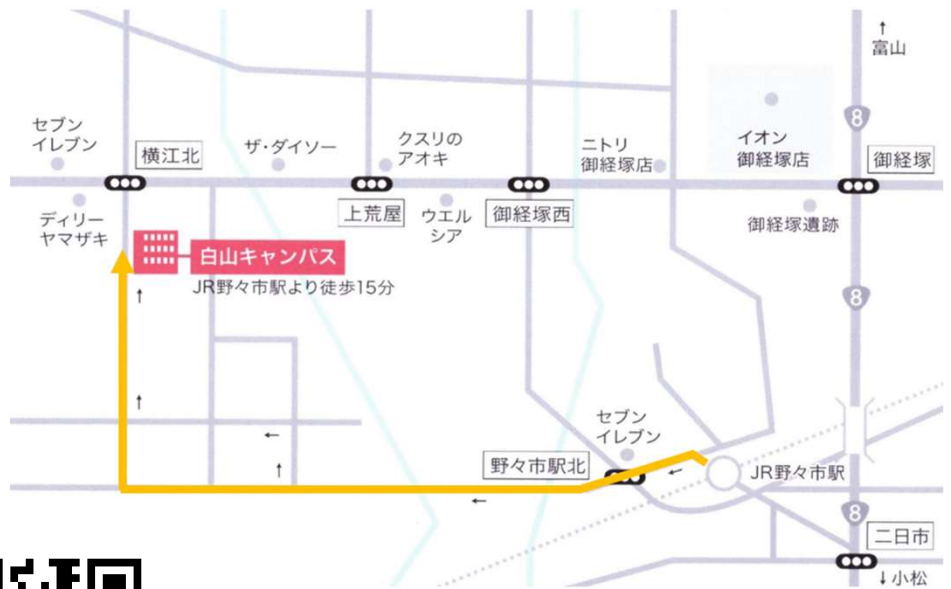 ↑
富山
8
セブン
イレブン
横江北
ザ・ダイソー
クスリの
アオキ
ニトリ
御経塚店
イオン
御経塚店
御経塚
ディリー
ヤマザキ
上荒屋
ウエル
シア
御経塚西
御経塚遺跡
白山キャンパス
JR野々市駅より徒歩15分
8
セブン
イレブン
野々市駅北
JR野々市駅
8
二日市
↓小松